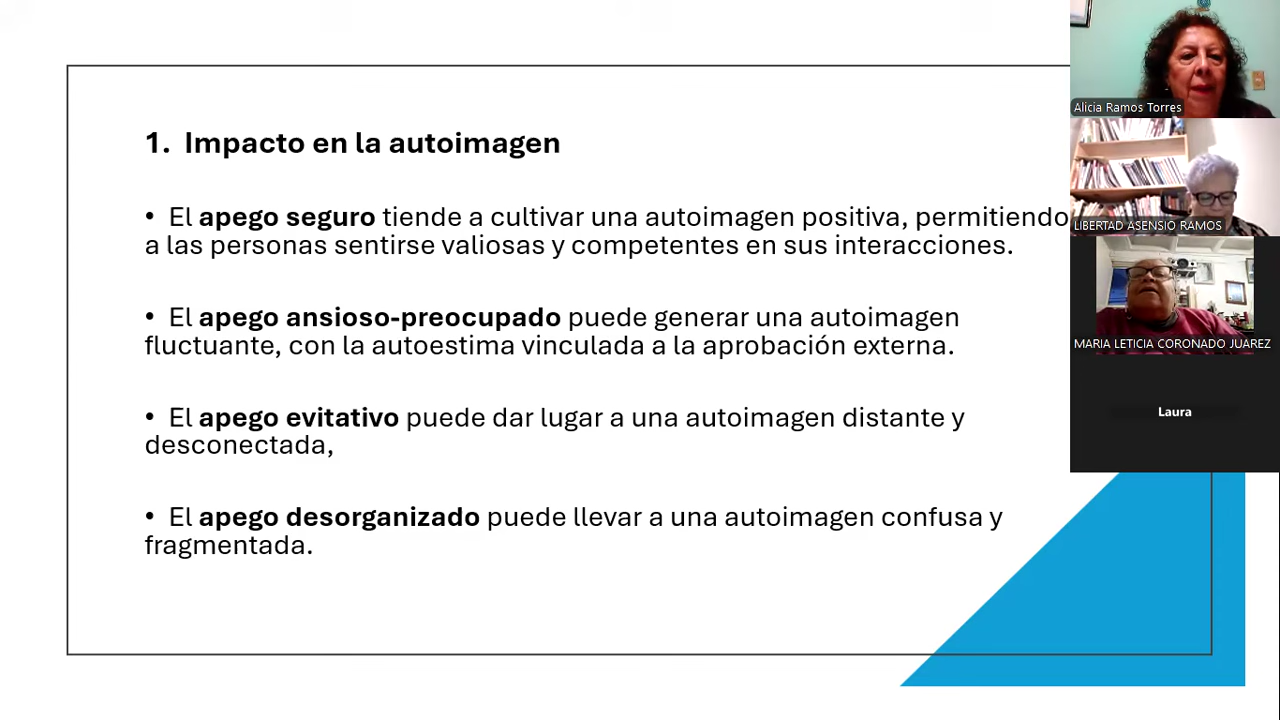 1. Impacto en la autoimagen
• El apego seguro tiende a cultivar una autoimagen positiva, permitiendo
a las personas sentirse valiosas y competentes en sus interacciones.
• El apego ansioso-preocupado puede generar una autoimagen
fluctuante, con la autoestima vinculada a la aprobación externa.
• El apego evitativo puede dar lugar a una autoimagen distante y
desconectada,
• El apego desorganizado puede llevar a una autoimagen confusa y
fragmentada.
Alicia Ramos Torres
LIBERTAD ASENSIO RAMOS
MARIA LETICIA CORONADO JUAREZ
Laura